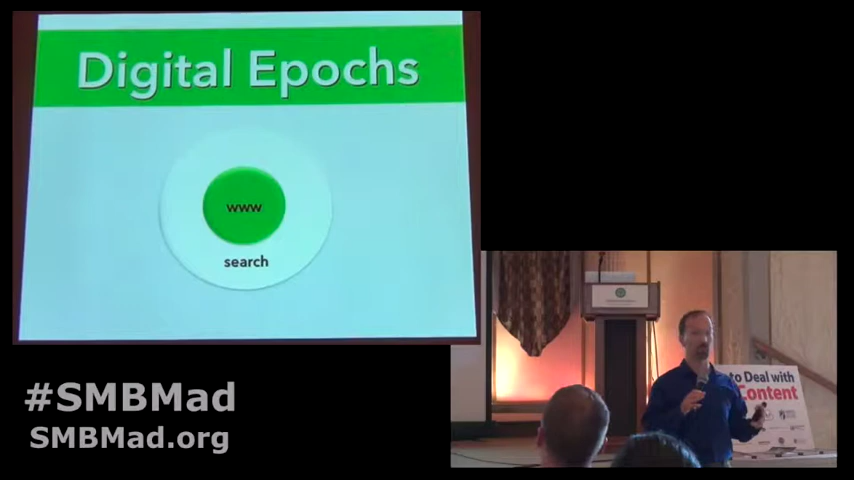 Digital Epochs
www
search
to Deal with
Content
#SMBMad
SMBMad.org